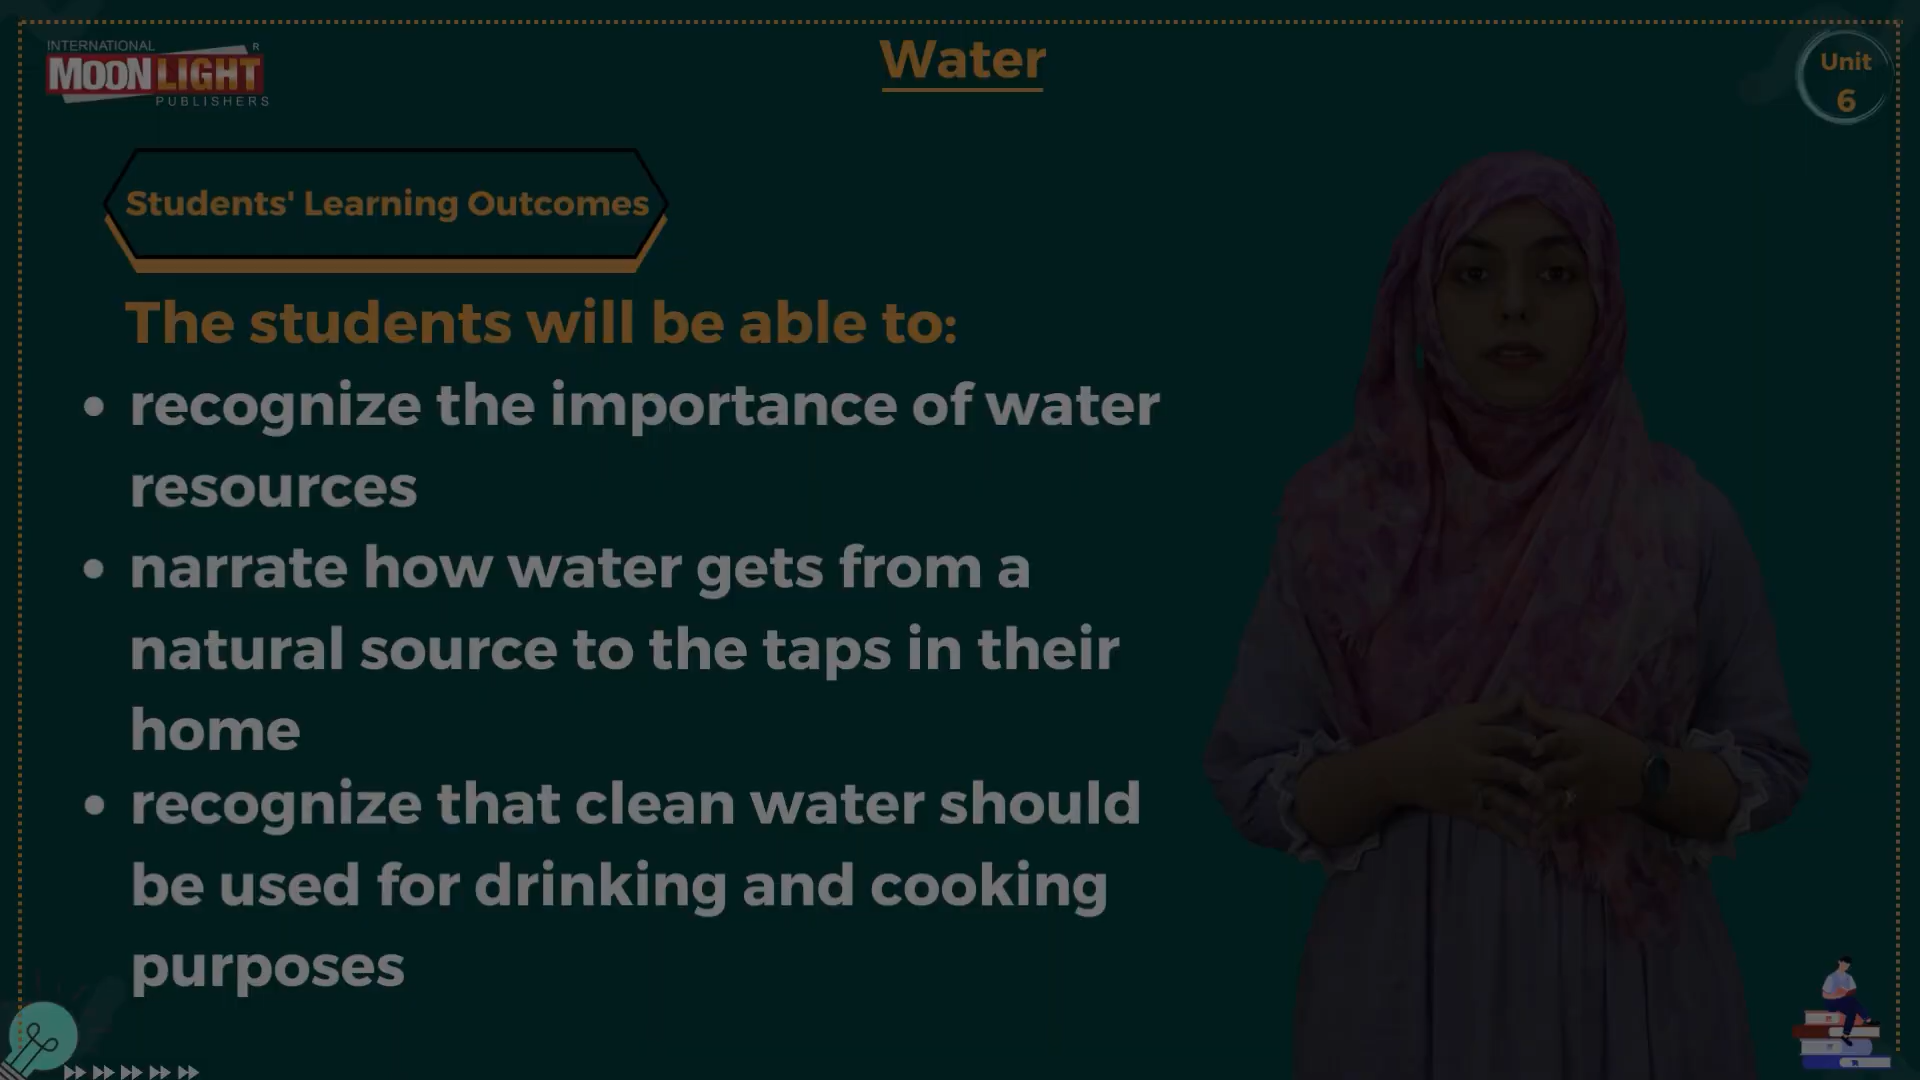 INTERNATIONAL
R
MOONLIGHT
PUBLISHERS
Water
Unit
6
Students' Learning Outcomes
The students will be able to:
• recognize the importance of water
resources
• narrate how water gets from a
natural source to the taps in their
home
• recognize that clean water should
be used for drinking and cooking
purposes